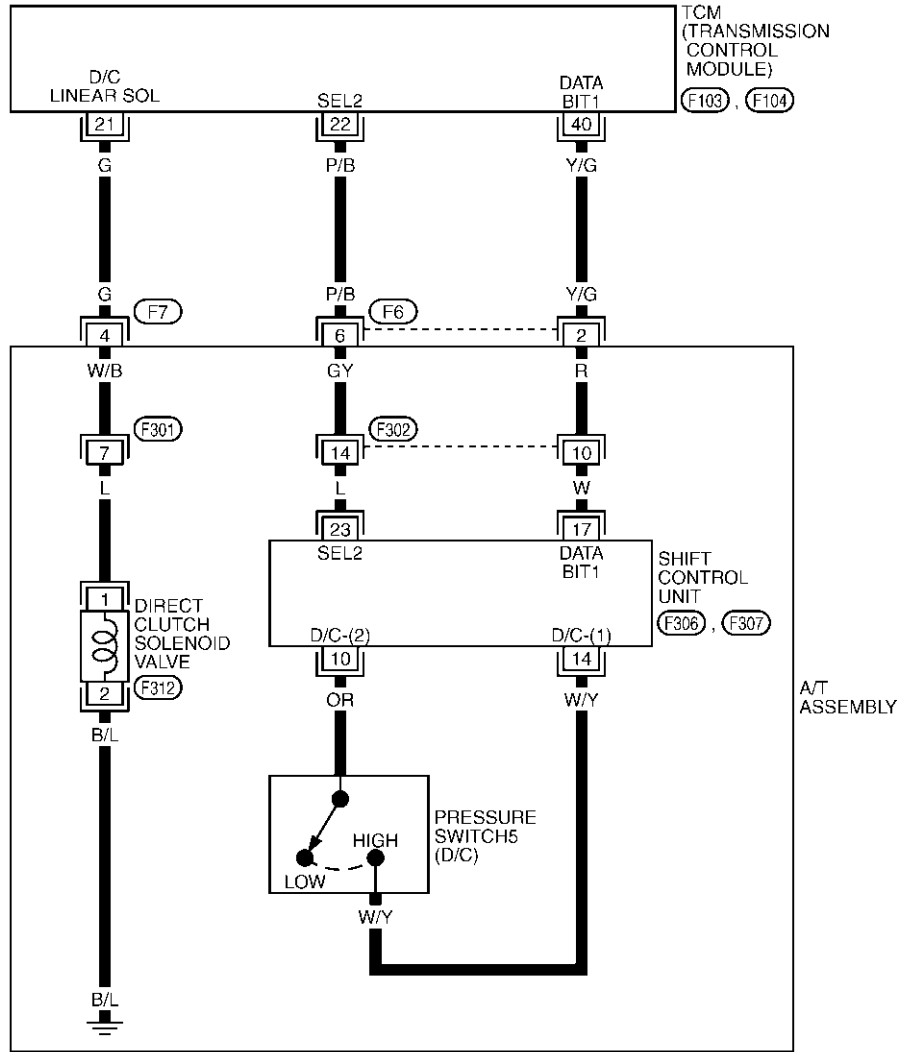 TCM
(TRANSMISSION
CONTROL
MODULE)
F103 , F104
D/C
LINEAR SOL
SEL2
DATA
BIT1
21
22
40
G
P/B
Y/G
G
P/B
Y/G
F7
F6
4
6
2
W/B
GY
R
F301
F302
7
14
10
L
L
W
23
17
SEL2
DATA
BIT1
SHIFT
CONTROL
UNIT
F306 , F307
D/C-(2)
D/C-(1)
10
14
1
DIRECT
CLUTCH
SOLENOID
VALVE
F312
2
B/L
OR
W/Y
A/T
ASSEMBLY
PRESSURE
SWITCH5
(D/C)
HIGH
LOW
W/Y
B/L